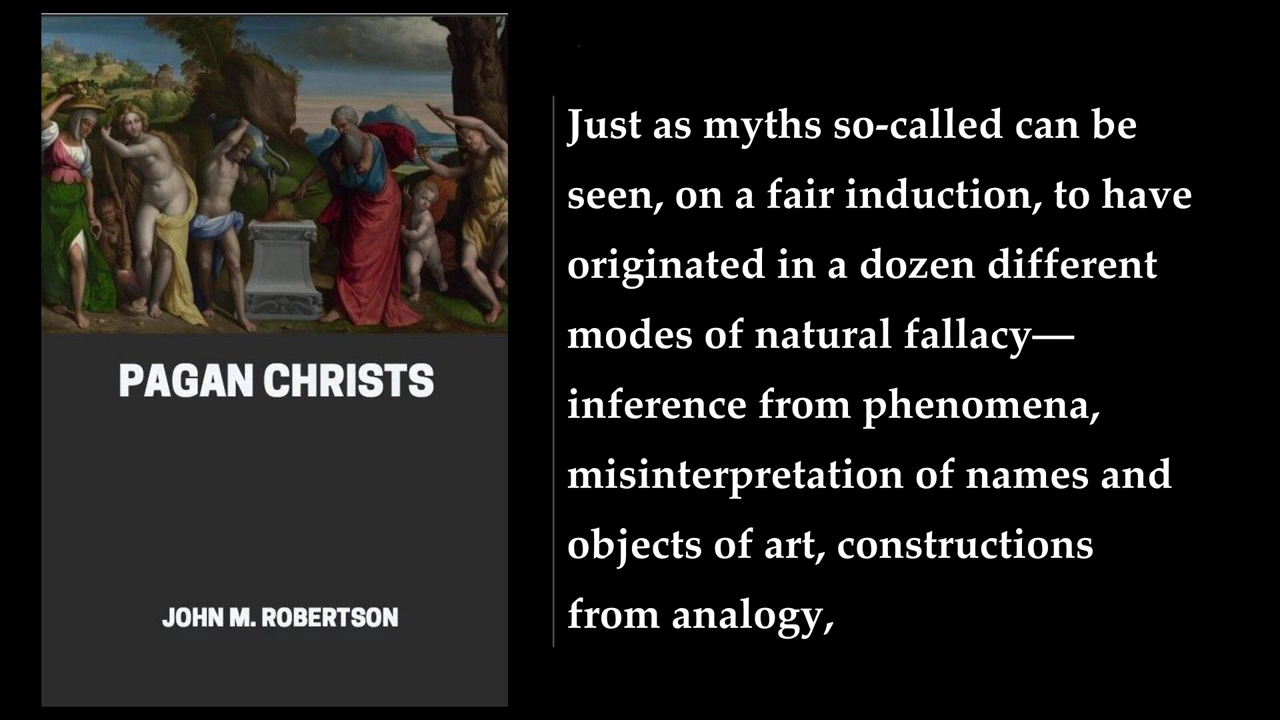 PAGAN CHRISTS
JOHN M. ROBERTSON
Just as myths so-called can be
seen, on a fair induction, to have
originated in a dozen different
modes of natural fallacy—
inference from phenomena,
misinterpretation of names and
objects of art, constructions
from analogy,